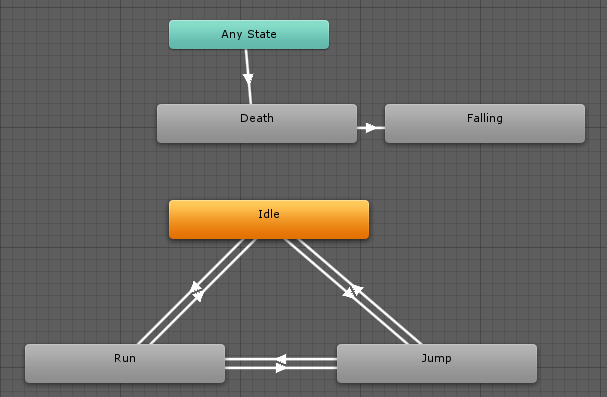 Any State
Death
Falling
Idle
Run
Jump